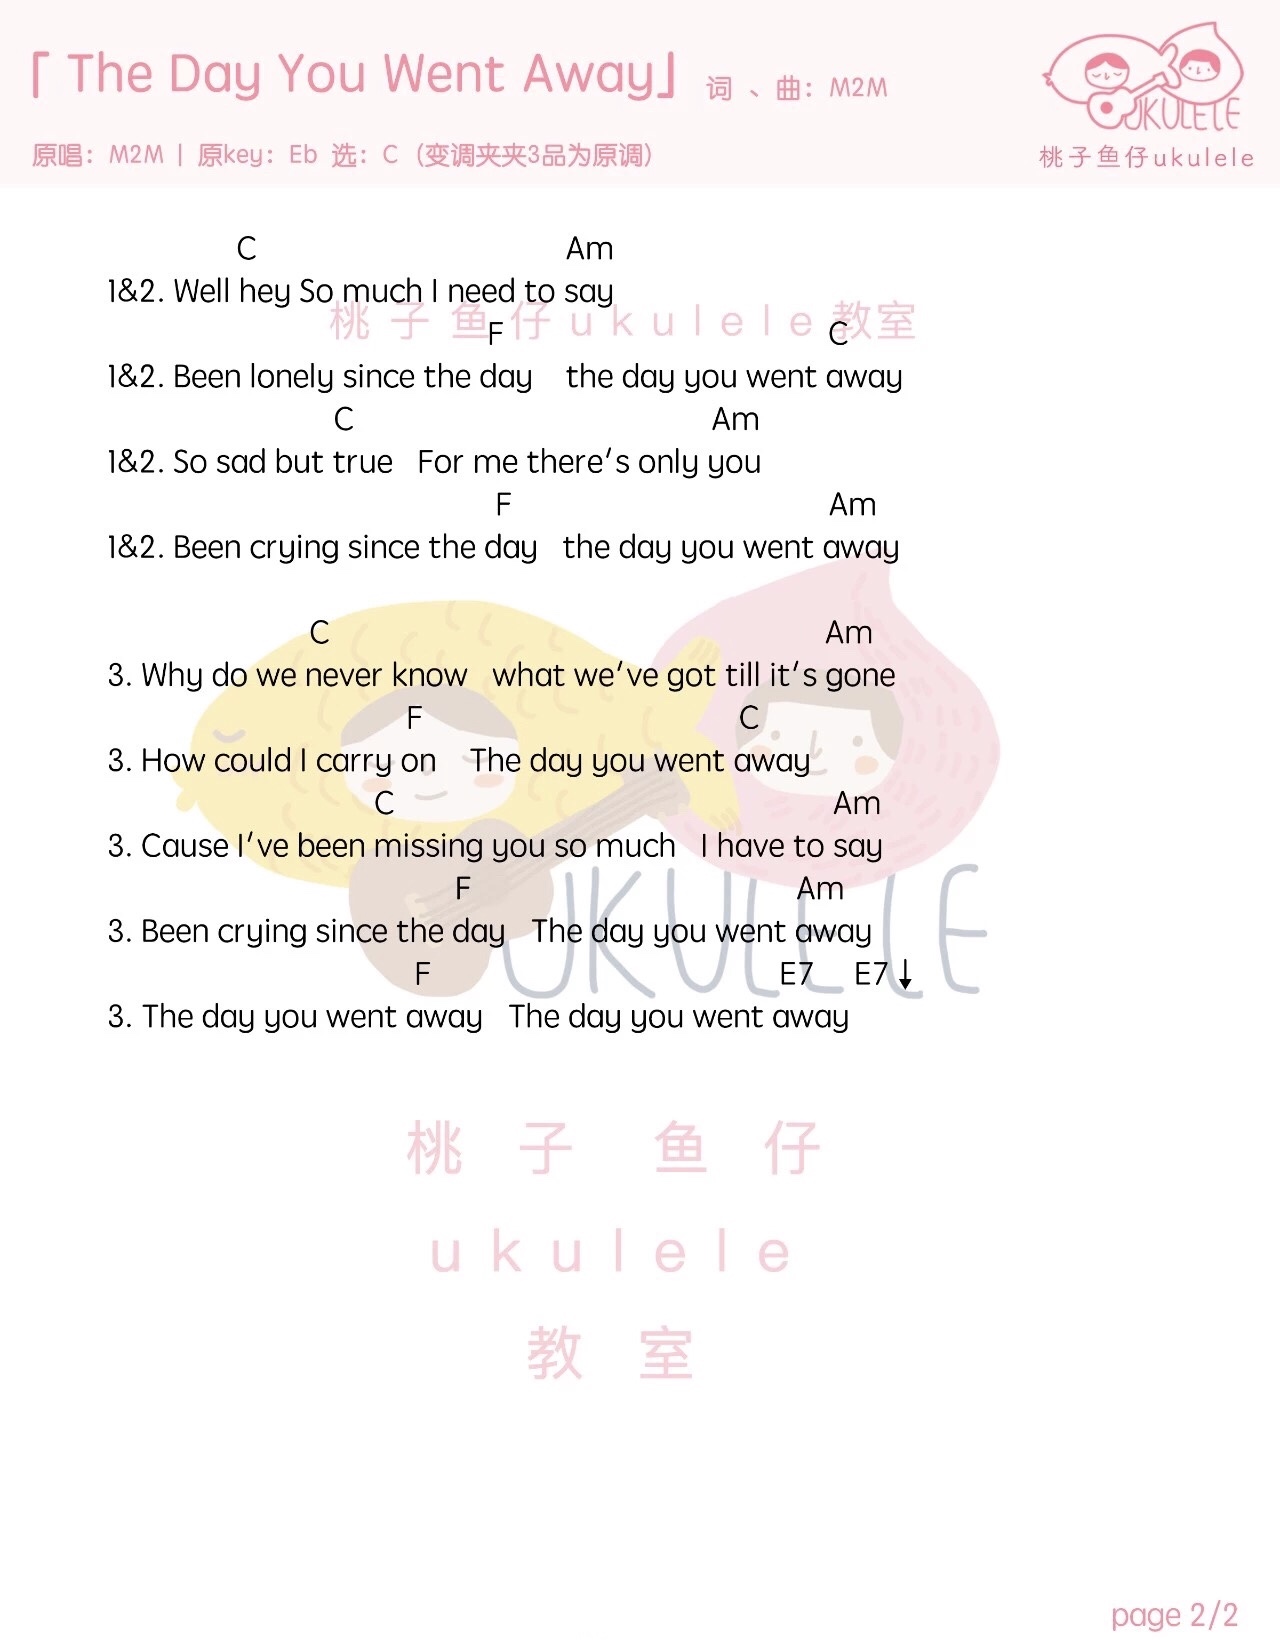 「 The Day You Went Away」 词 、曲：M2M
原唱：M2M | 原key：Eb 选：C（变调夹夹3品为原调）
UKULELE
桃子鱼仔ukulele
C Am
1&2. Well hey So much I need to say
桃子鱼仔ukulele教室
F C
1&2. Been lonely since the day the day you went away
C Am
1&2. So sad but true For me there's only you
F Am
1&2. Been crying since the day the day you went away
C Am
3. Why do we never know what we've got till it's gone
F C
3. How could I carry on The day you went away
C Am
3. Cause I've been missing you so much I have to say
F Am
3. Been crying since the day The day you went away
UKULELE
F E7 E7↓
3. The day you went away The day you went away
桃 子 鱼 仔
ukulele
教 室
page 2/2